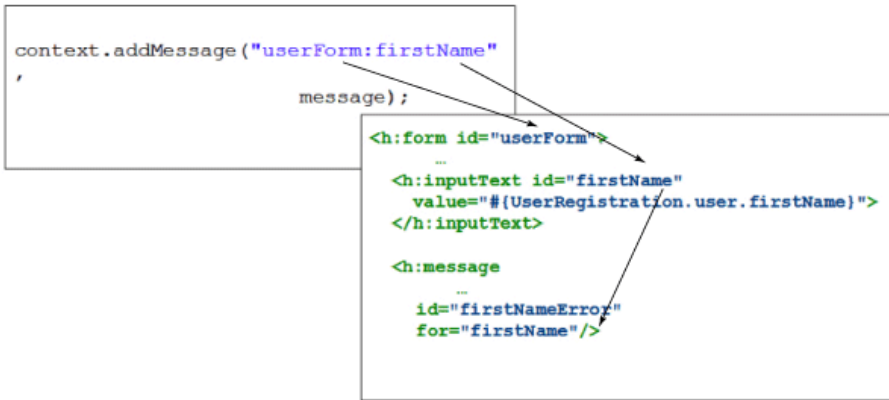 context.addMessage("userForm:firstName"
,
message);
<h:form id="userForm">
…
<h:inputText id="firstName"
value="#{UserRegistration.user.firstName}">
</h:inputText>
<h:message
…
id="firstNameError"
for="firstName"/>